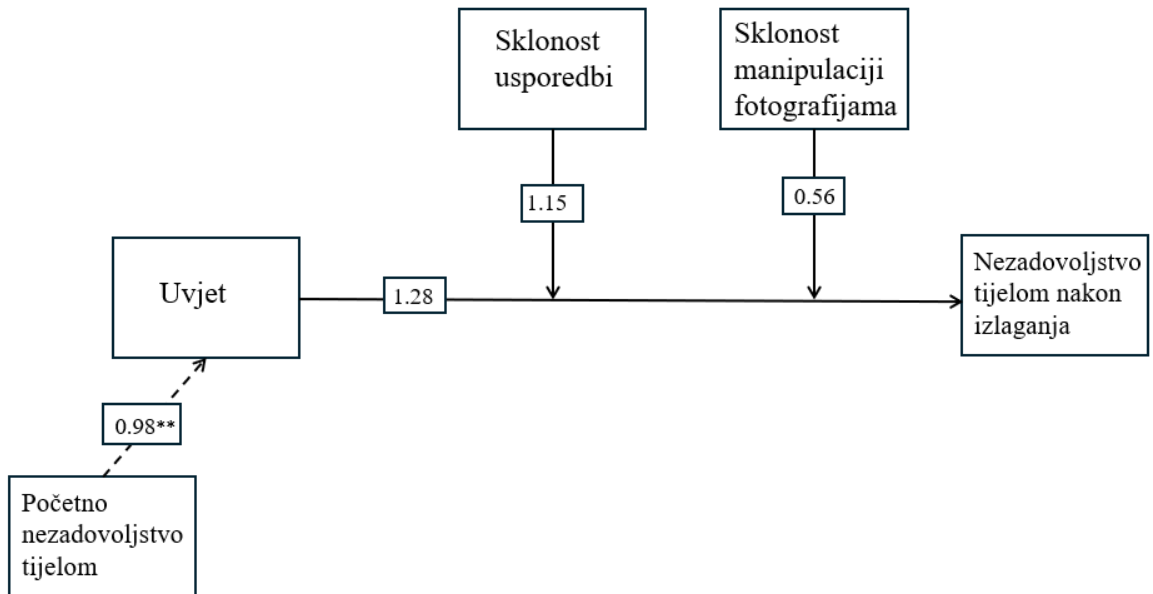 Sklonost
usporedbi
Sklonost
manipulaciji
fotografijama
1.15
0.56
Uvjet
1.28
Nezadovoljstvo
tijelom nakon
izlaganja
0.98**
Početno
nezadovoljstvo
tijelom